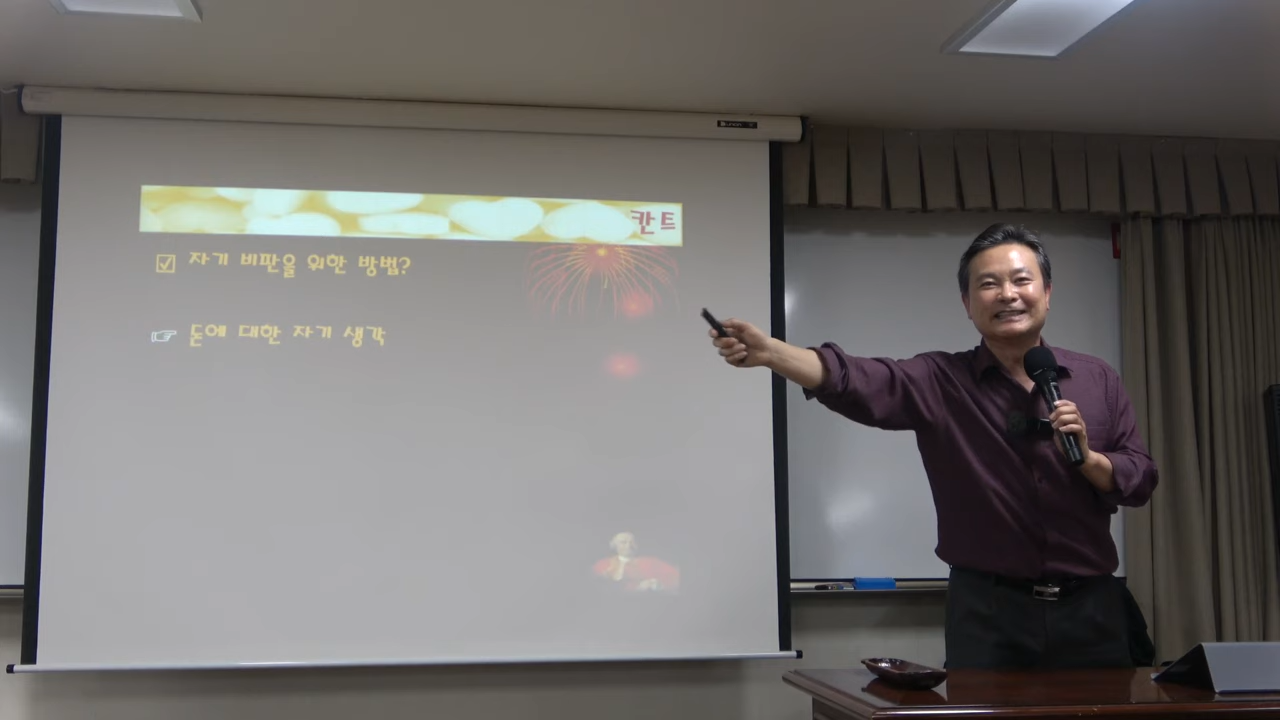 칸트
자기 비판을 위한 방법?
돈에 대한 자기 생각